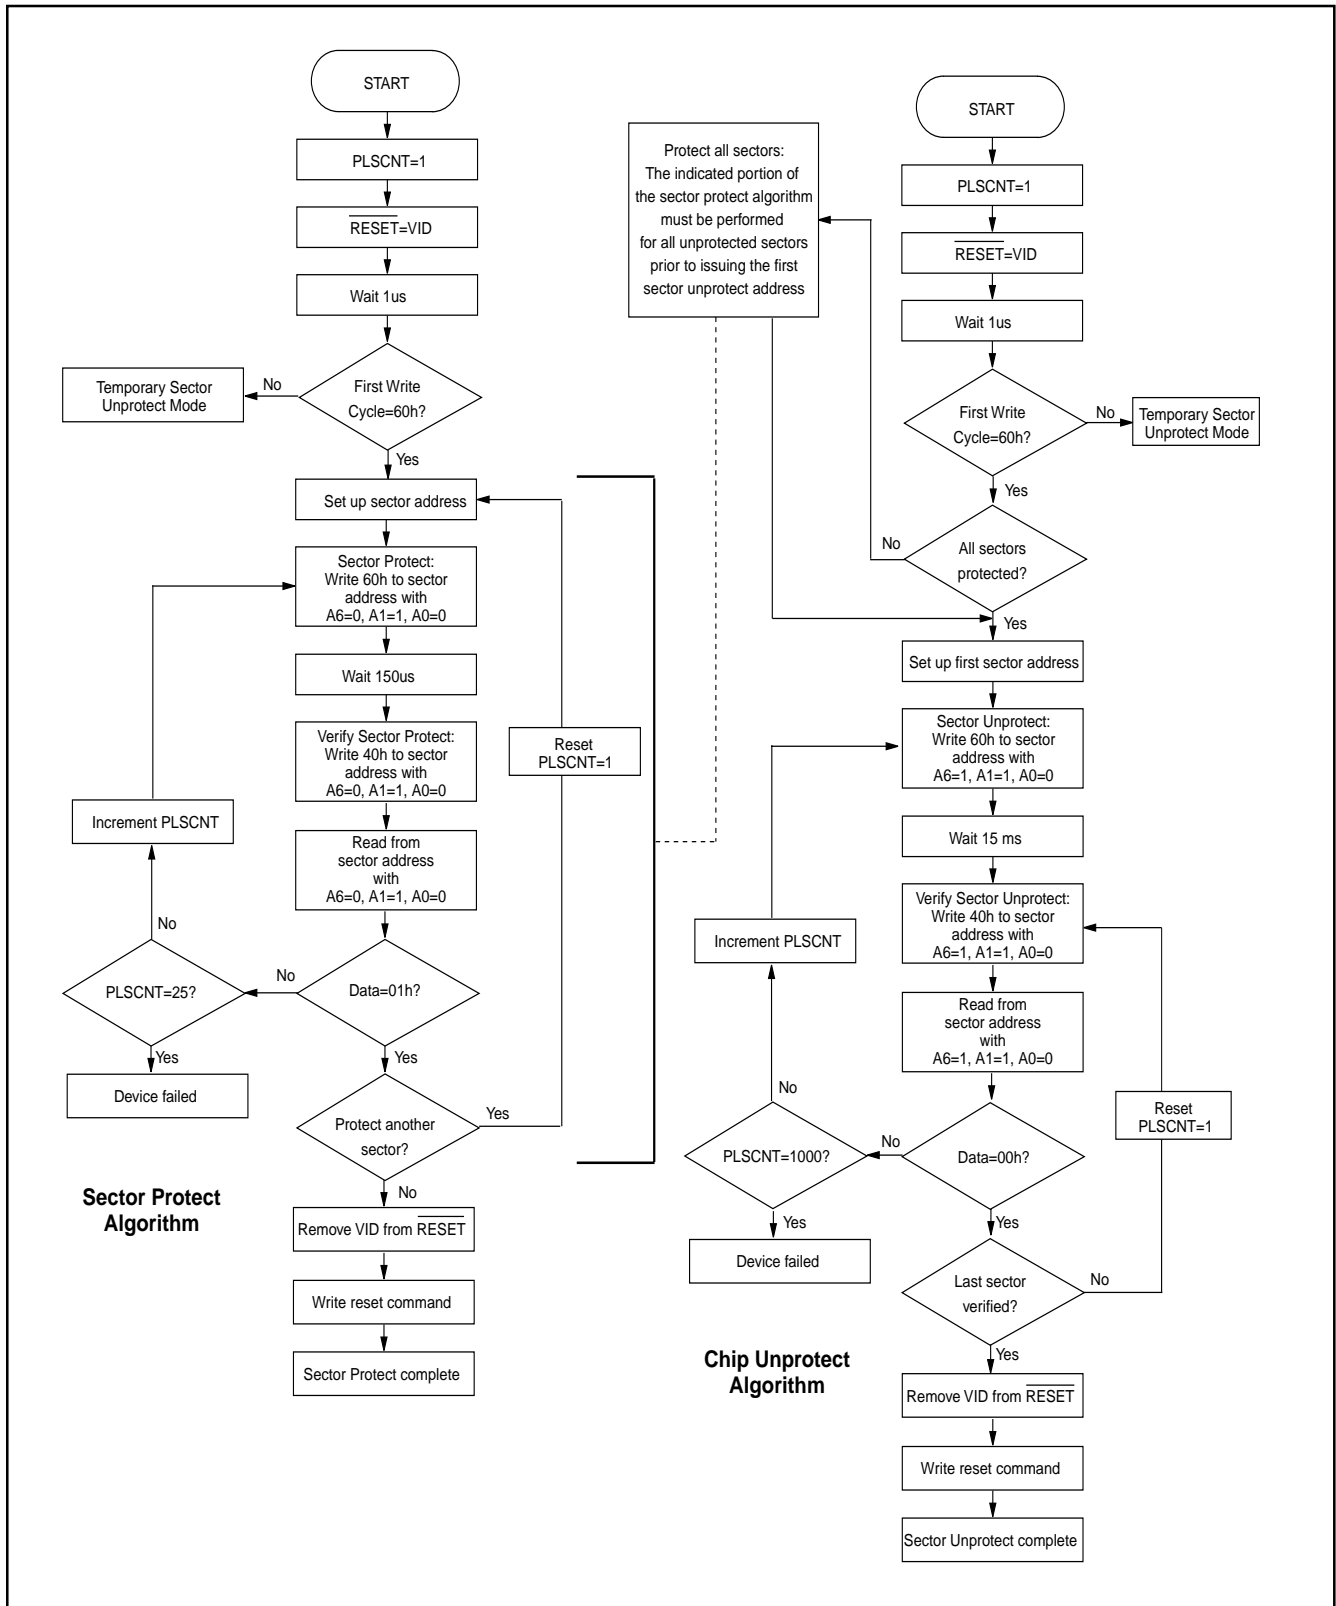 START
PLSCNT=1
RESET=VID
Wait 1us
First Write
Cycle=60h?
No
Temporary Sector
Unprotect Mode
Yes
Set up sector address
Sector Protect:
Write 60h to sector
address with
A6=0, A1=1, A0=0
Wait 150us
Verify Sector Protect:
Write 40h to sector
address with
A6=0, A1=1, A0=0
Reset
PLSCNT=1
Increment PLSCNT
Read from
sector address
with
A6=0, A1=1, A0=0
No
PLSCNT=25?
No
Data=01h?
Yes
Device failed
Yes
Protect another
sector?
Yes
No
Sector Protect
Algorithm
Remove VID from RESET
Write reset command
Sector Protect complete
Protect all sectors:
The indicated portion of
the sector protect algorithm
must be performed
for all unprotected sectors
prior to issuing the first
sector unprotect address
START
PLSCNT=1
RESET=VID
Wait 1us
First Write
Cycle=60h?
No
Temporary Sector
Unprotect Mode
Yes
No
All sectors
protected?
Yes
Set up first sector address
Sector Unprotect:
Write 60h to sector
address with
A6=1, A1=1, A0=0
Wait 15 ms
Verify Sector Unprotect:
Write 40h to sector
address with
A6=1, A1=1, A0=0
Increment PLSCNT
Read from
sector address
with
A6=1, A1=1, A0=0
No
PLSCNT=1000?
No
Data=00h?
Reset
PLSCNT=1
Yes
Device failed
Yes
Last sector
verified?
No
Yes
Chip Unprotect
Algorithm
Remove VID from RESET
Write reset command
Sector Unprotect complete